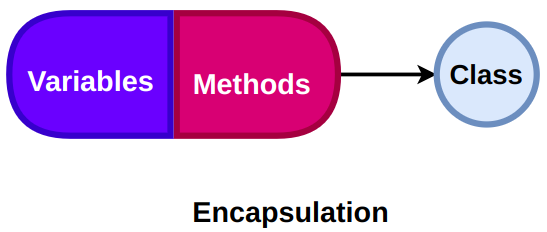 Variables
Methods
Class
Encapsulation